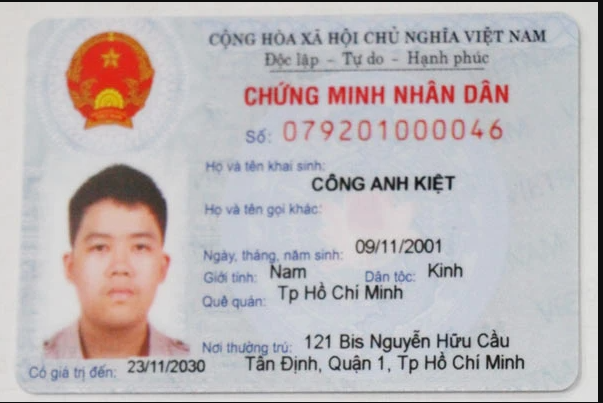 CỘNG HÒA XÃ HỘI CHỦ NGHĨA VIỆT NAM
Độc lập - Tự do - Hạnh phúc
CHỨNG MINH NHÂN DÂN
Số: 079201000046
Họ và tên khai sinh:
CÔNG ANH KIỆT
Họ và tên gọi khác:
Ngày, tháng, năm sinh: 09/11/2001
Giới tính: Nam Dân tộc: Kinh
Quê quán: Tp Hồ Chí Minh
Nơi thường trú: 121 Bis Nguyễn Hữu Cầu
Tân Định, Quận 1, Tp Hồ Chí Minh
Có giá trị đến: 23/11/2030